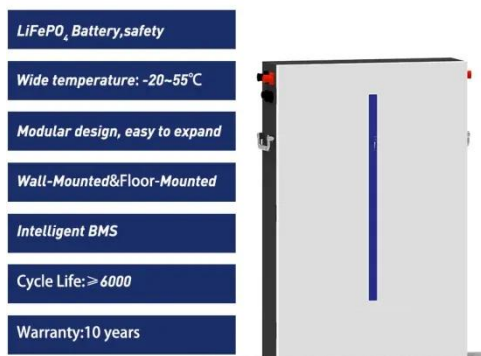 LiFePO4 Battery,safety
Wide temperature: -20~55℃
Modular design, easy to expand
Wall-Mounted&Floor-Mounted
Intelligent BMS
Cycle Life:≥6000
Warranty:10 years